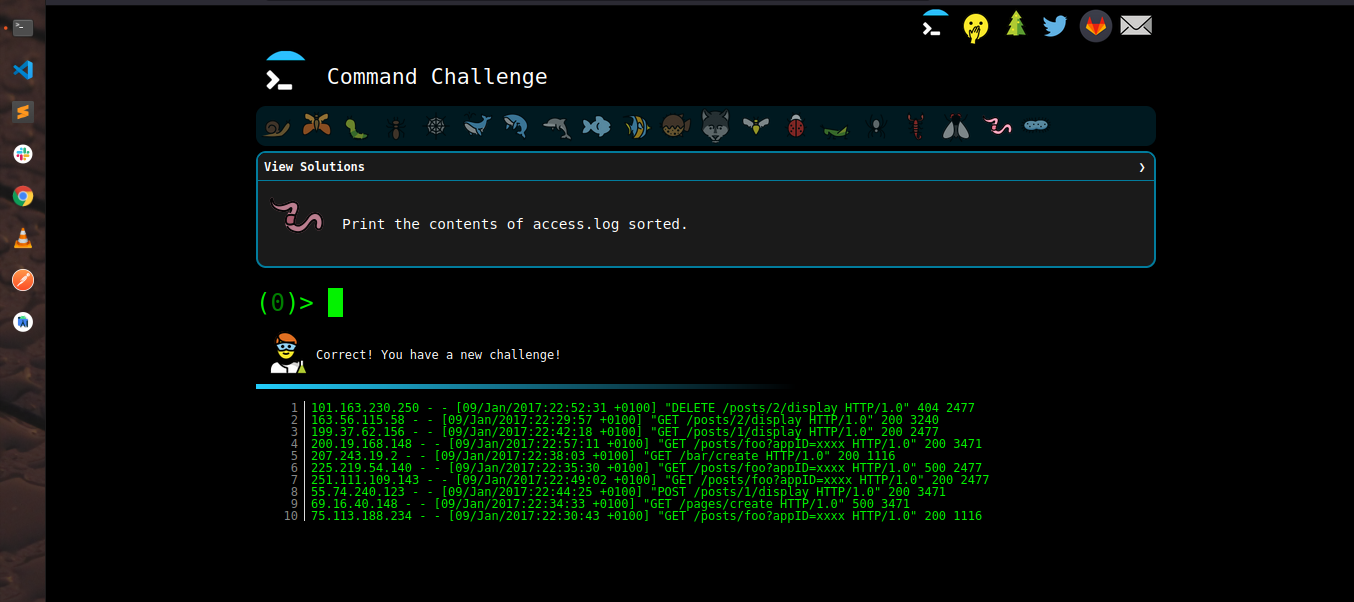 Command Challenge
View Solutions ❯
Print the contents of access.log sorted.
(0)>
Correct! You have a new challenge!
1 101.163.230.250 - - [09/Jan/2017:22:52:31 +0100] "DELETE /posts/2/display HTTP/1.0" 404 2477
2 163.56.115.58 - - [09/Jan/2017:22:29:57 +0100] "GET /posts/2/display HTTP/1.0" 200 3240
3 199.37.62.156 - - [09/Jan/2017:22:42:18 +0100] "GET /posts/1/display HTTP/1.0" 200 2477
4 200.19.168.148 - - [09/Jan/2017:22:57:11 +0100] "GET /posts/foo?appID=xxxx HTTP/1.0" 200 3471
5 207.243.19.2 - - [09/Jan/2017:22:38:03 +0100] "GET /bar/create HTTP/1.0" 200 1116
6 225.219.54.140 - - [09/Jan/2017:22:35:30 +0100] "GET /posts/foo?appID=xxxx HTTP/1.0" 500 2477
7 251.111.109.143 - - [09/Jan/2017:22:49:02 +0100] "GET /posts/foo?appID=xxxx HTTP/1.0" 200 2477
8 55.74.240.123 - - [09/Jan/2017:22:44:25 +0100] "POST /posts/1/display HTTP/1.0" 200 3471
9 69.16.40.148 - - [09/Jan/2017:22:34:33 +0100] "GET /pages/create HTTP/1.0" 500 3471
10 75.113.188.234 - - [09/Jan/2017:22:30:43 +0100] "GET /posts/foo?appID=xxxx HTTP/1.0" 200 1116